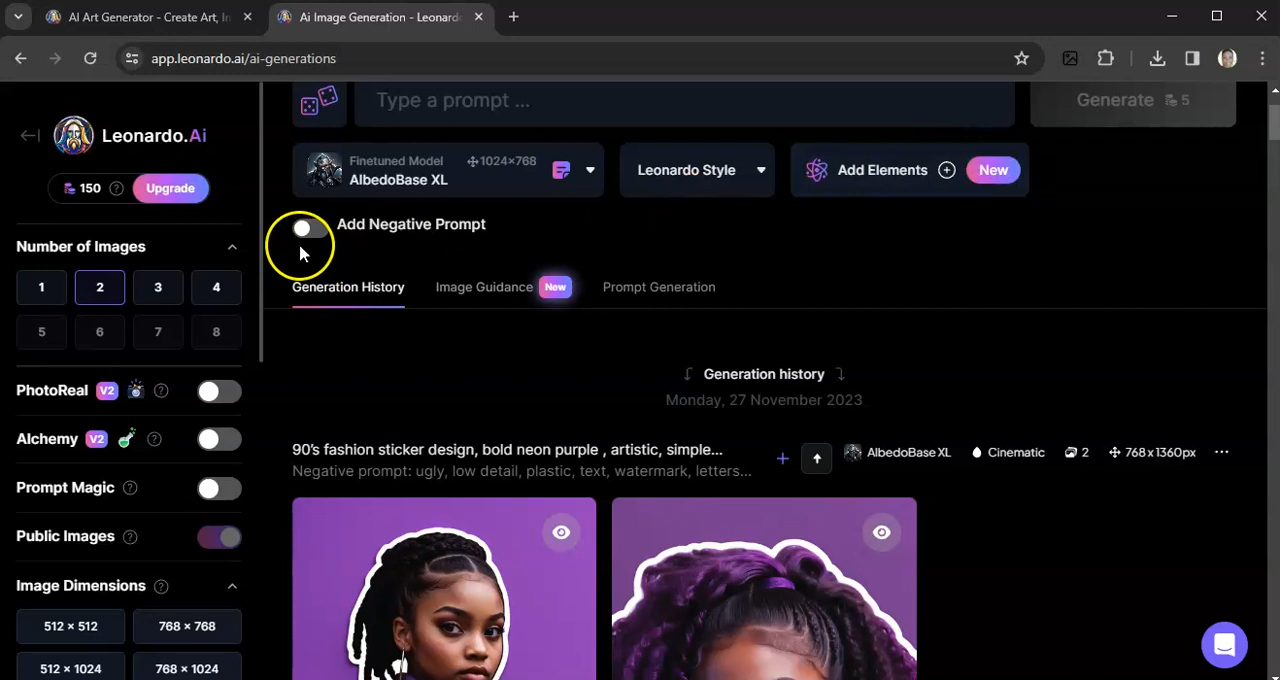 AI Art Generator - Create Art, In
Ai Image Generation - Leonardo
app.leonardo.ai/ai-generations
Leonardo.Ai
150
Upgrade
Number of Images
1 2 3 4
5 6 7 8
PhotoReal V2
Alchemy V2
Prompt Magic
Public Images
Image Dimensions
512 × 512 768 × 768
512 × 1024 768 × 1024
Type a prompt ...
Generate 5
Finetuned Model 1024×768
AlbedoBase XL
Leonardo Style
Add Elements New
Add Negative Prompt
Generation History Image Guidance New Prompt Generation
Generation history
Monday, 27 November 2023
90's fashion sticker design, bold neon purple , artistic, simple...
Negative prompt: ugly, low detail, plastic, text, watermark, letters...
AlbedoBase XL Cinematic 2 768 x 1360px